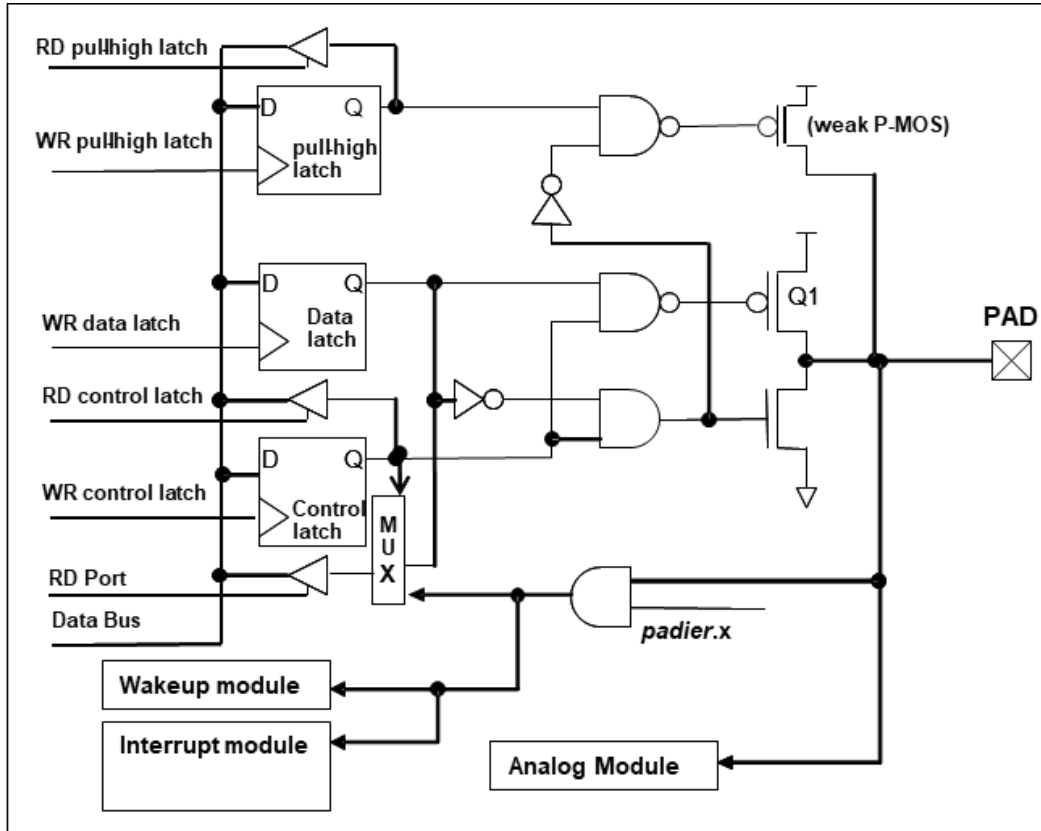 RD pull-high latch
D Q
(weak P-MOS)
WR pull-high latch
pull-high
latch
D Q
Q1
Data
latch
WR data latch
PAD
RD control latch
D Q
WR control latch
Control
latch
M
U
X
RD Port
padier.x
Data Bus
Wakeup module
Interrupt module
Analog Module